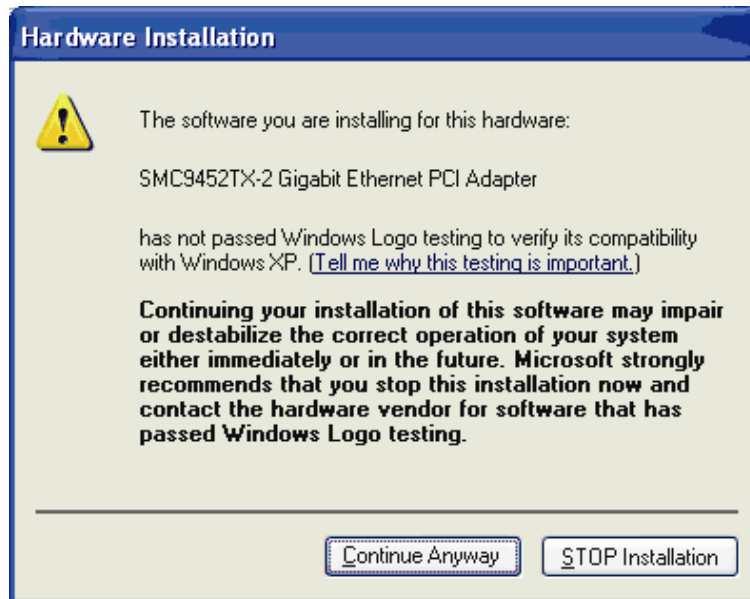 Hardware Installation
The software you are installing for this hardware:
SMC9452TX-2 Gigabit Ethernet PCI Adapter
has not passed Windows Logo testing to verify its compatibility
with Windows XP. (Tell me why this testing is important.)
Continuing your installation of this software may impair
or destabilize the correct operation of your system
either immediately or in the future. Microsoft strongly
recommends that you stop this installation now and
contact the hardware vendor for software that has
passed Windows Logo testing.
Continue Anyway
STOP Installation